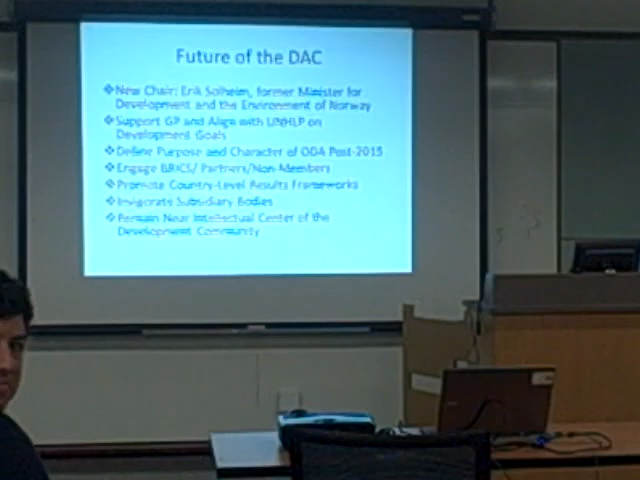 Future of the DAC
❖New Chair: Erik Solheim, former Minister for
Development and the Environment of Norway
❖Support GP and Align with UNHLP on
Development Goals
❖Define Purpose and Character of ODA Post-2015
❖Engage BRICS/ Partners/Non-Members
❖Promote Country-Level Results Frameworks
❖Invigorate Subsidiary Bodies
❖Remain Near Intellectual Center of the
Development Community